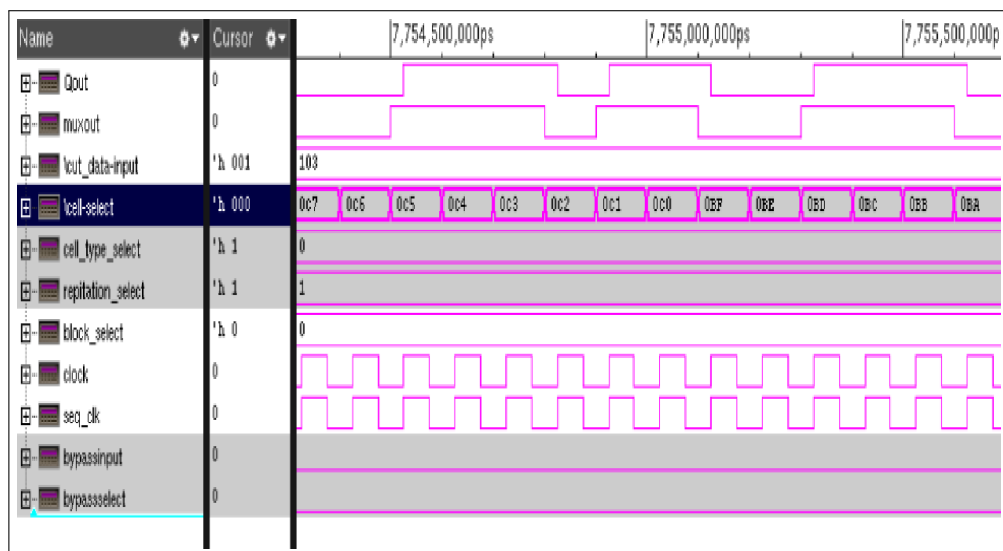 Name Cursor 7,754,500,000ps 7,755,000,000ps 7,755,500,000p
Qout 0
muxout 0
\cut_data-input 'h 001 103
\cell-select 'h 000 0C7 0C6 0C5 0C4 0C3 0C2 0C1 0C0 0BF 0BE 0BD 0BC 0BB 0BA
cell_type_select 'h 1 0
repitation_select 'h 1 1
block_select 'h 0 0
clock 0
seq_clk 0
bypassinput 0
bypassselect 0